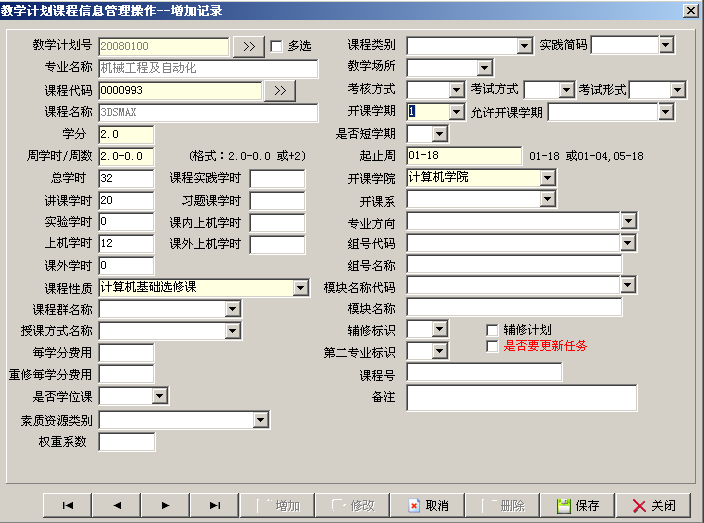 教学计划课程信息管理操作--增加记录
教学计划号 20080100 >> 多选
专业名称 机械工程及自动化
课程代码 0000993 >>
课程名称 3DSMAX
学分 2.0
周学时/周数 2.0-0.0 (格式：2.0-0.0 或+2)
总学时 32 课程实践学时
讲课学时 20 习题课学时
实验学时 0 课内上机学时
上机学时 12 课外上机学时
课外学时 0
课程性质 计算机基础选修课
课程群名称
授课方式名称
每学分费用
重修每学分费用
是否学位课
素质资源类别
权重系数
课程类别 实践简码
教学场所
考核方式 考试方式 考试形式
开课学期 1 允许开课学期
是否短学期
起止周 01-18 01-18 或01-04,05-18
开课学院 计算机学院
开课系
专业方向
组号代码
组号名称
模块名称代码
模块名称
辅修标识 辅修计划
第二专业标识 是否要更新任务
课程号
备注
增加 修改 取消 删除 保存 关闭